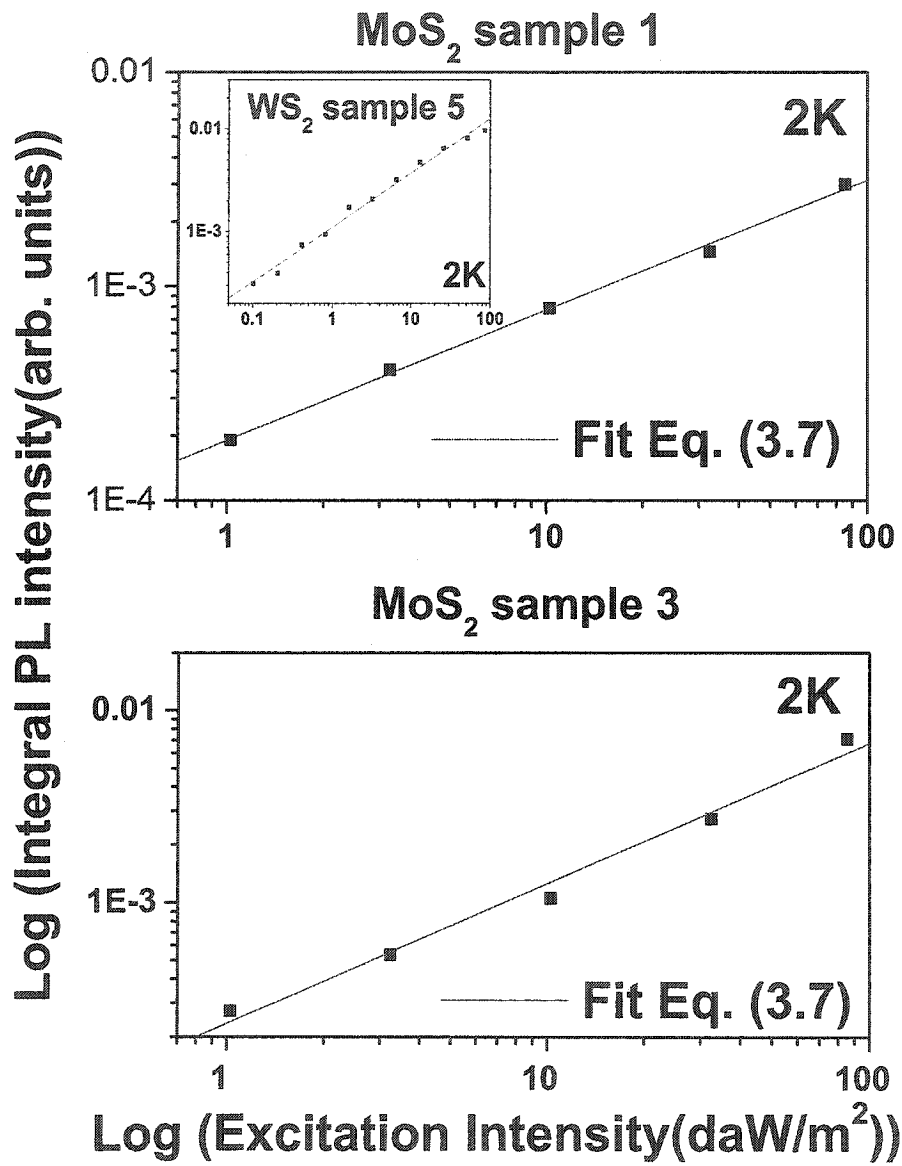 MoS2 sample 1
0.01
1E-3
1E-4
2K
WS2 sample 5
0.01
1E-3
2K
0.1 1 10 100
Fit Eq. (3.7)
1 10 100
MoS2 sample 3
0.01
1E-3
2K
Fit Eq. (3.7)
1 10 100
Log (Excitation Intensity(daW/m2))
Log (Integral PL intensity(arb. units))